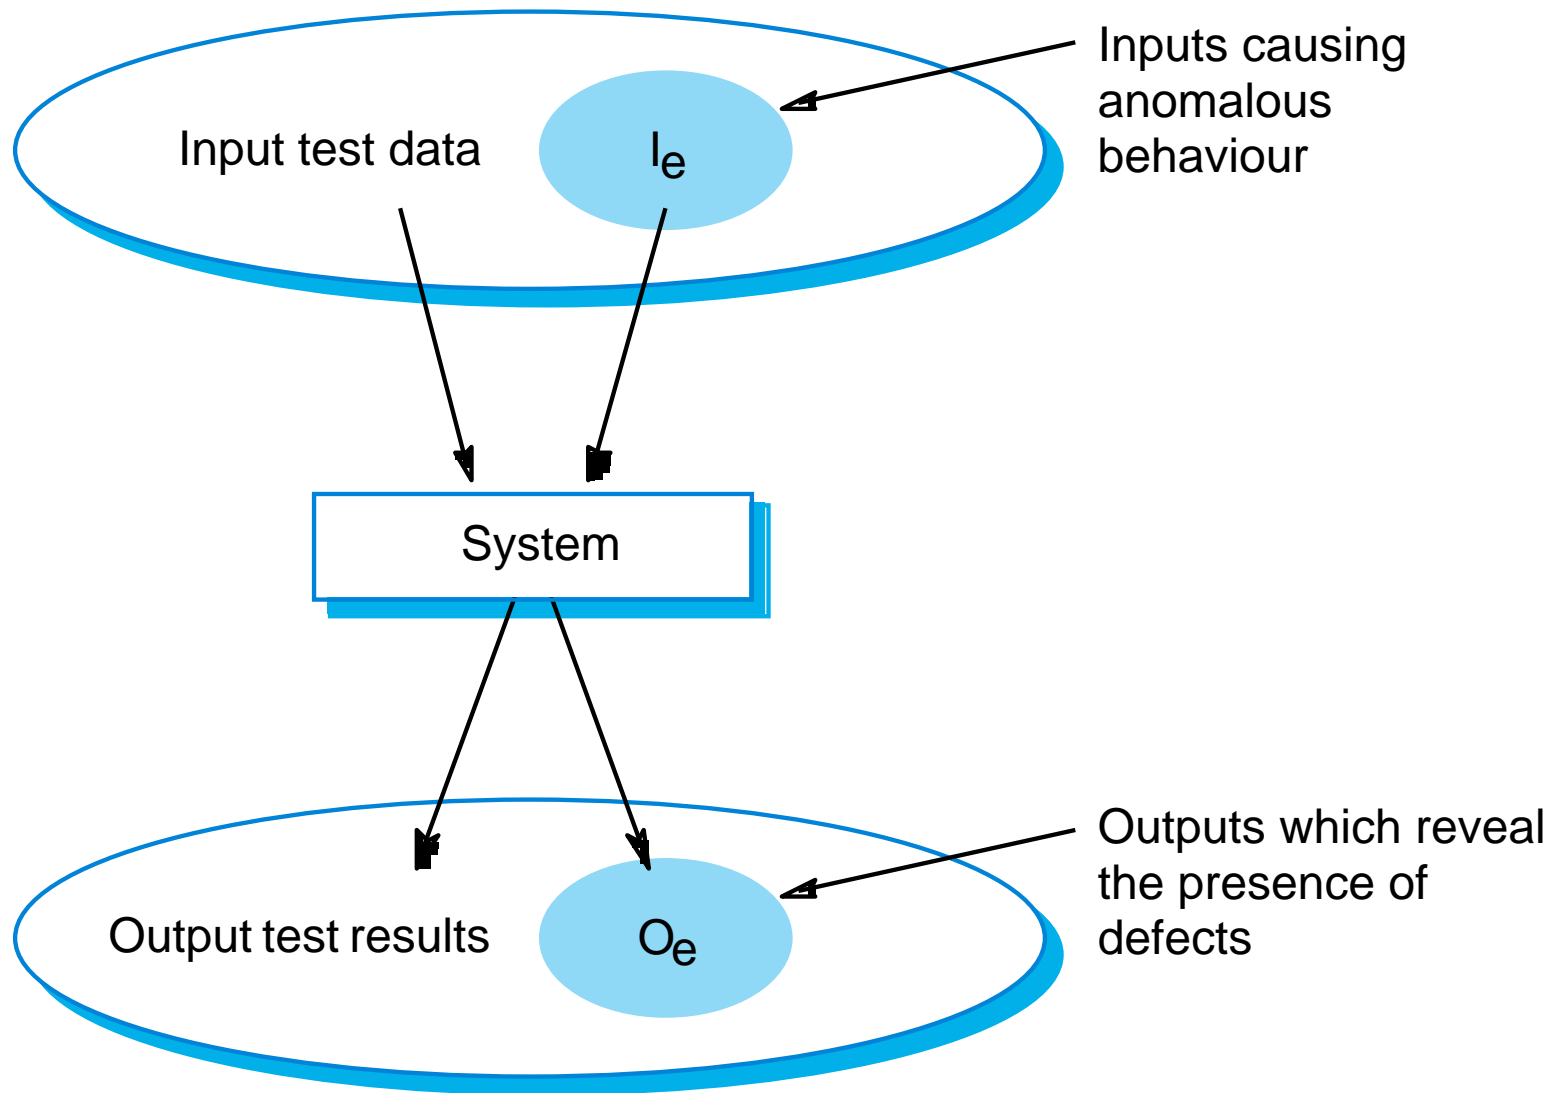 Inputs causing
anomalous
behaviour
Input test data
Ie
System
Outputs which reveal
the presence of
defects
Output test results
Oe